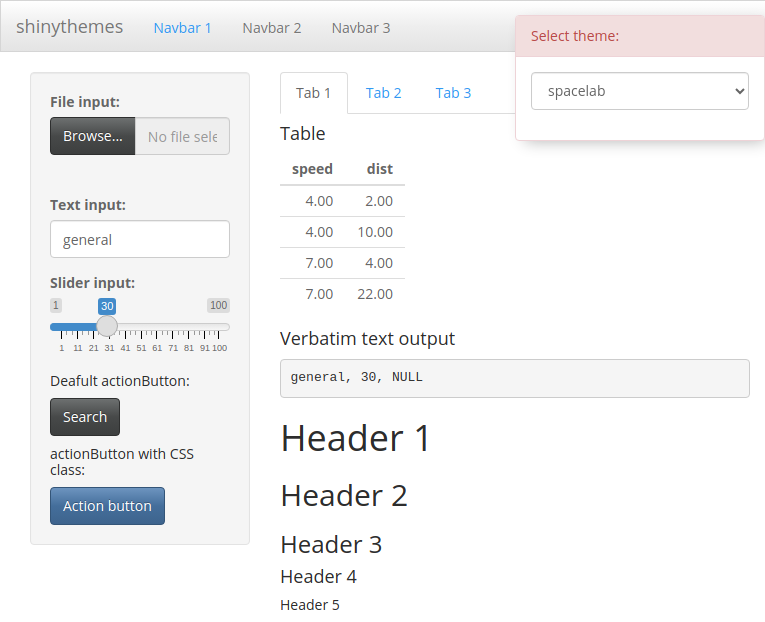 shinythemes Navbar 1 Navbar 2 Navbar 3
Select theme:
spacelab
File input:
Browse... No file sele
Text input:
general
Slider input:
1 30 100
1 11 21 31 41 51 61 71 81 91 100
Deafult actionButton:
Search
actionButton with CSS
class:
Action button
Tab 1 Tab 2 Tab 3
Table
speed dist
4.00 2.00
4.00 10.00
7.00 4.00
7.00 22.00
Verbatim text output
general, 30, NULL
Header 1
Header 2
Header 3
Header 4
Header 5